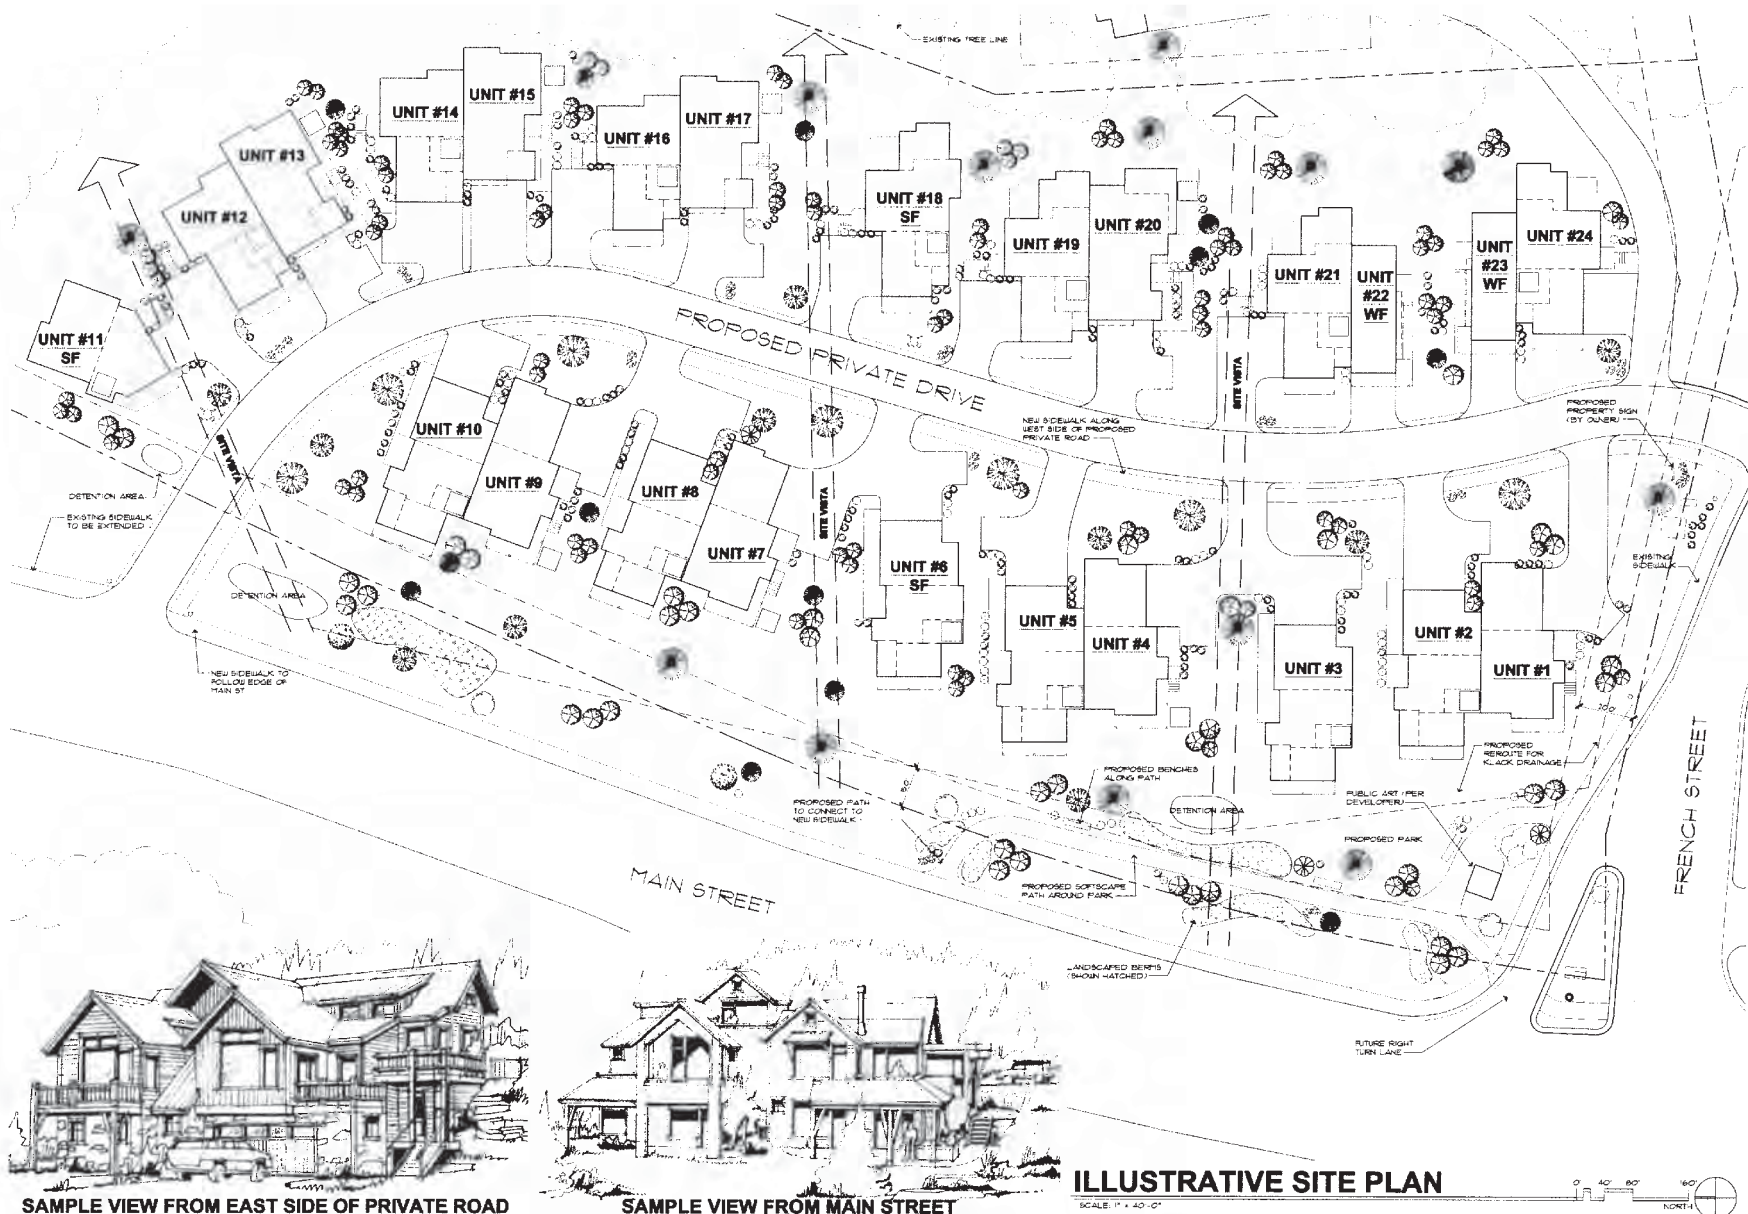 EXISTING TREE LINE
UNIT #15
UNIT #14
UNIT #17
UNIT #16
UNIT #13
UNIT #12
UNIT #18
SF
UNIT #20
UNIT #19
UNIT #24
UNIT
#23
WF
UNIT #21
UNIT
#22
WF
UNIT #11
SF
PROPOSED PRIVATE DRIVE
SITE VISTA
PROPOSED
PROPERTY SIGN
(BY OWNER)
NEW SIDEWALK ALONG
WEST SIDE OF PROPOSED
PRIVATE ROAD
UNIT #10
UNIT #9
UNIT #8
UNIT #7
SITE VISTA
SITE VISTA
DETENTION AREA
EXISTING SIDEWALK
TO BE EXTENDED
UNIT #6
SF
UNIT #5
UNIT #4
UNIT #3
UNIT #2
UNIT #1
EXISTING
SIDEWALK
DETENTION AREA
NEW SIDEWALK TO
FOLLOW EDGE OF
MAIN ST
PROPOSED
REROUTE FOR
KLACK DRAINAGE
FRENCH STREET
PROPOSED BENCHES
ALONG PATH
PROPOSED PATH
TO CONNECT TO
NEW SIDEWALK
DETENTION AREA
PUBLIC ART (PER
DEVELOPER)
PROPOSED PARK
MAIN STREET
PROPOSED SOFTSCAPE
PATH AROUND PARK
LANDSCAPED BERMS
(SHOWN HATCHED)
FUTURE RIGHT
TURN LANE
SAMPLE VIEW FROM EAST SIDE OF PRIVATE ROAD
SAMPLE VIEW FROM MAIN STREET
ILLUSTRATIVE SITE PLAN
SCALE: 1" = 40'-0"
0' 40' 80' 160'
NORTH